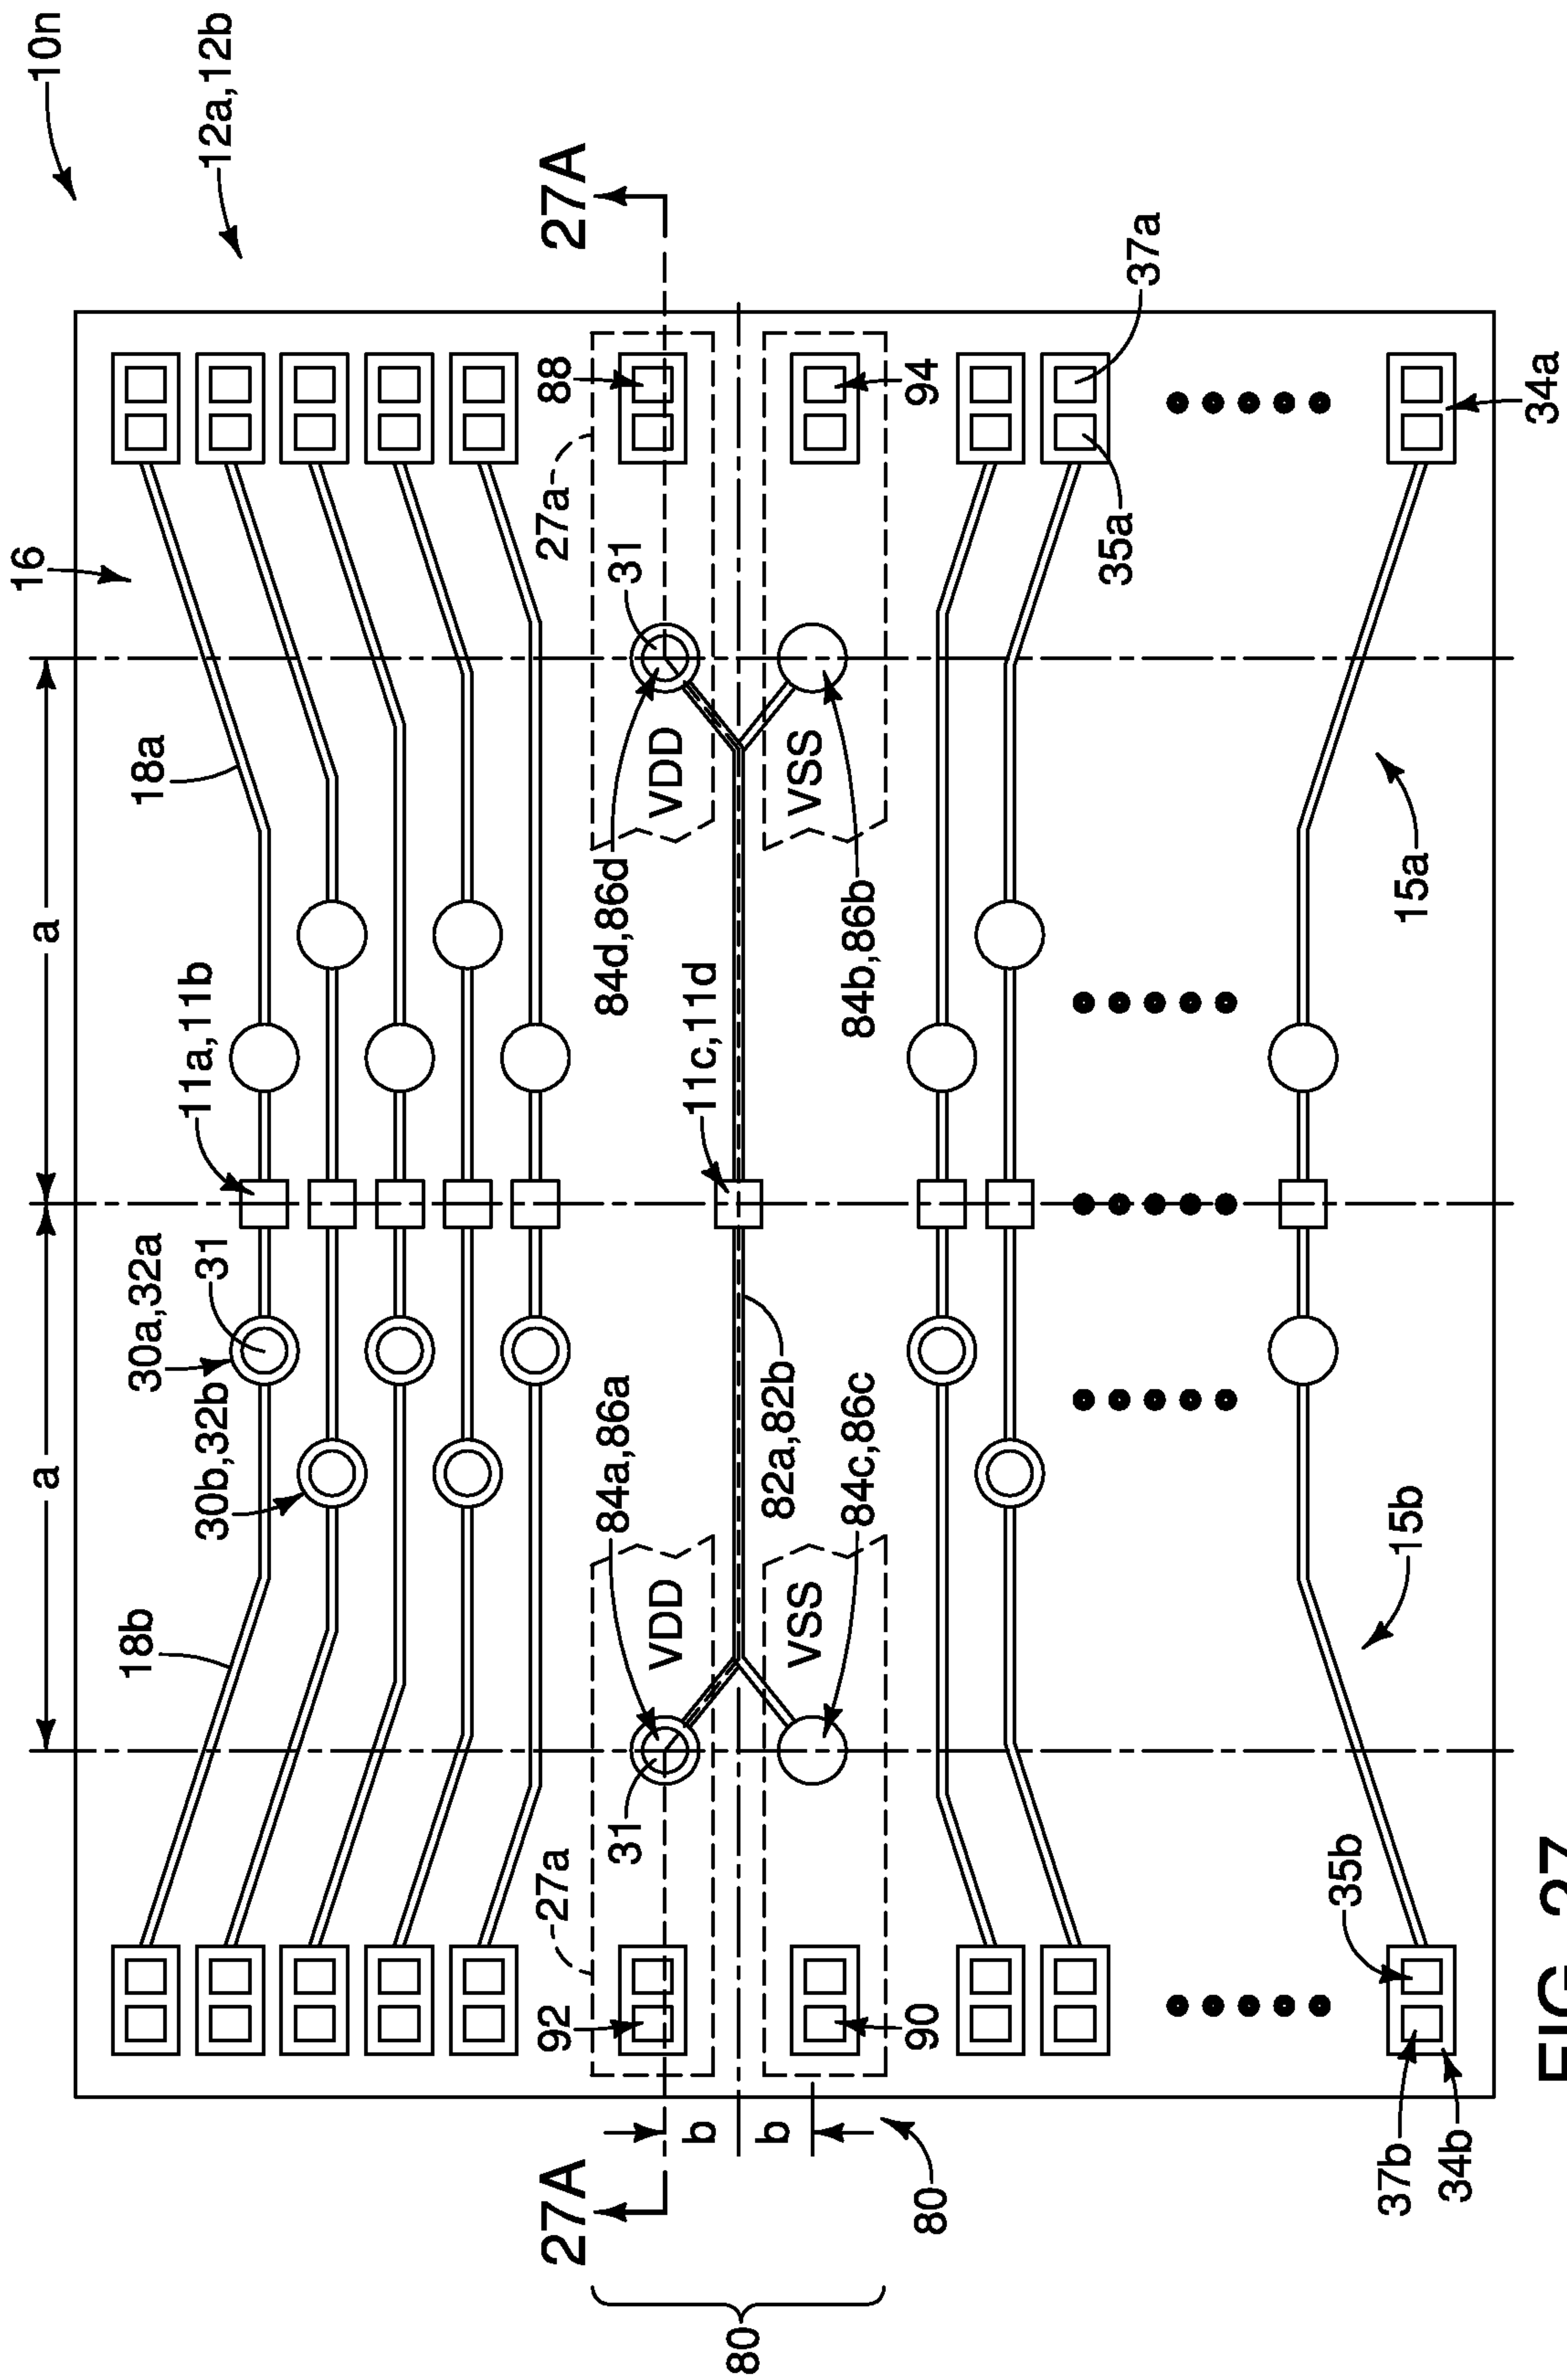 10n
12a,12b
16
27A
37a
88
94
34a
27a
35a
31
18a
a
VDD
VSS
84d,86d
84b,86b
15a
11a,11b
11c,11d
30a,32a
31
30b,32b
84a,86a
82a,82b
84c,86c
a
VDD
VSS
15b
18b
31
27a
35b
92
90
b
b
27A
80
37b
34b
80
FIG. 27